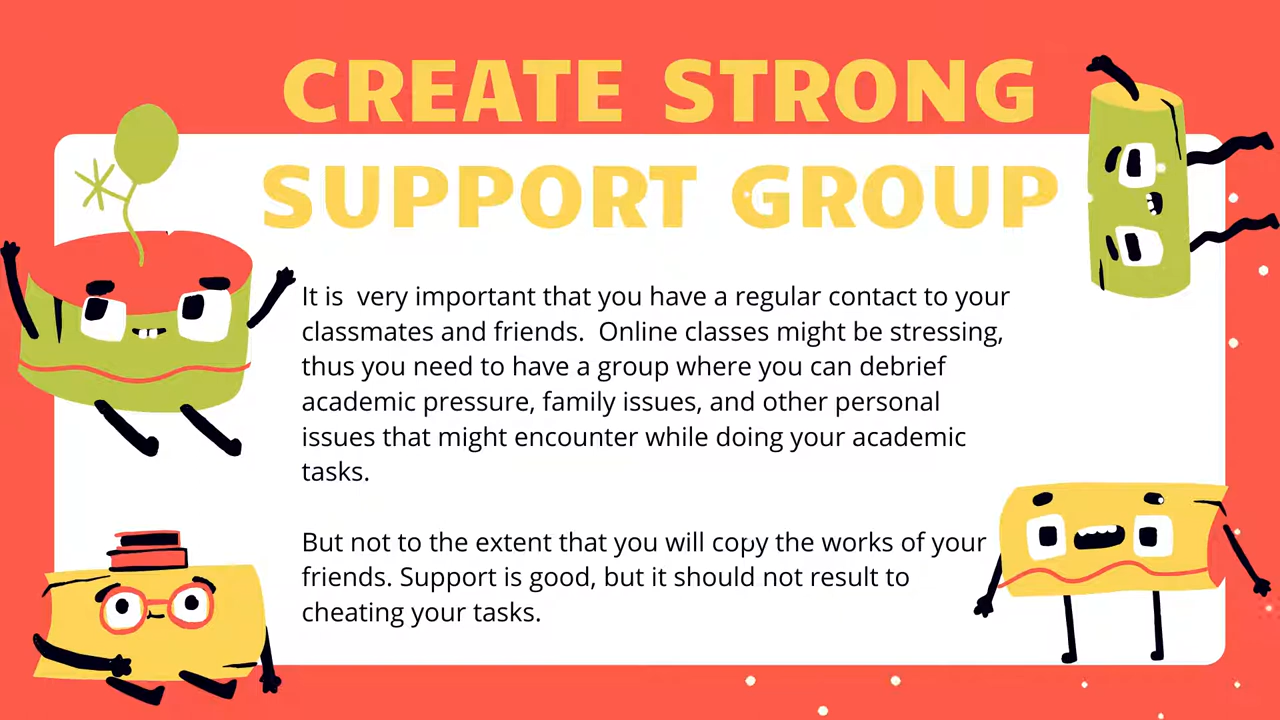 CREATE STRONG
SUPPORT GROUP
It is  very important that you have a regular contact to your
classmates and friends.  Online classes might be stressing,
thus you need to have a group where you can debrief
academic pressure, family issues, and other personal
issues that might encounter while doing your academic
tasks.
But not to the extent that you will copy the works of your
friends. Support is good, but it should not result to
cheating your tasks.